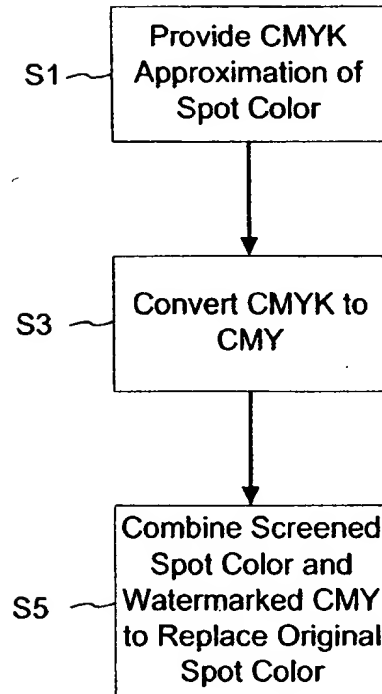 Provide CMYK
S1 Approximation of
Spot Color
Convert CMYK to
S3 CMY
Combine Screened
Spot Color and
Watermarked CMY
S5 to Replace Original
Spot Color